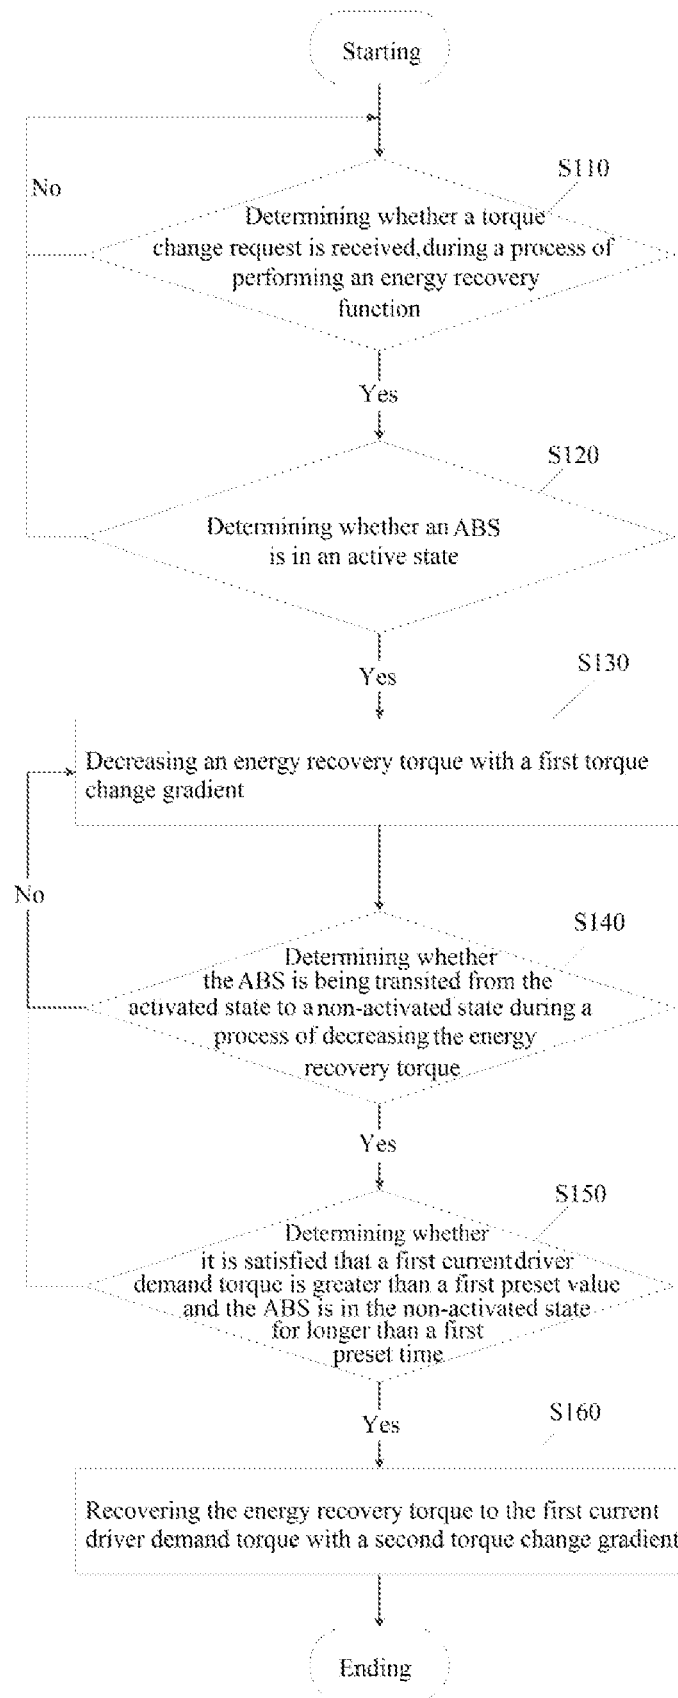 Starting
No
S110
Determining whether a torque
change request is received, during a process of
performing an energy recovery
function
Yes
S120
Determining whether an ABS
is in an active state
Yes
S130
Decreasing an energy recovery torque with a first torque
change gradient
No
S140
Determining whether
the ABS is being transited from the
activated state to a non-activated state during a
process of decreasing the energy
recovery torque
Yes
S150
Determining whether
it is satisfied that a first current driver
demand torque is greater than a first preset value
and the ABS is in the non-activated state
for longer than a first
preset time
Yes
S160
Recovering the energy recovery torque to the first current
driver demand torque with a second torque change gradient
Ending